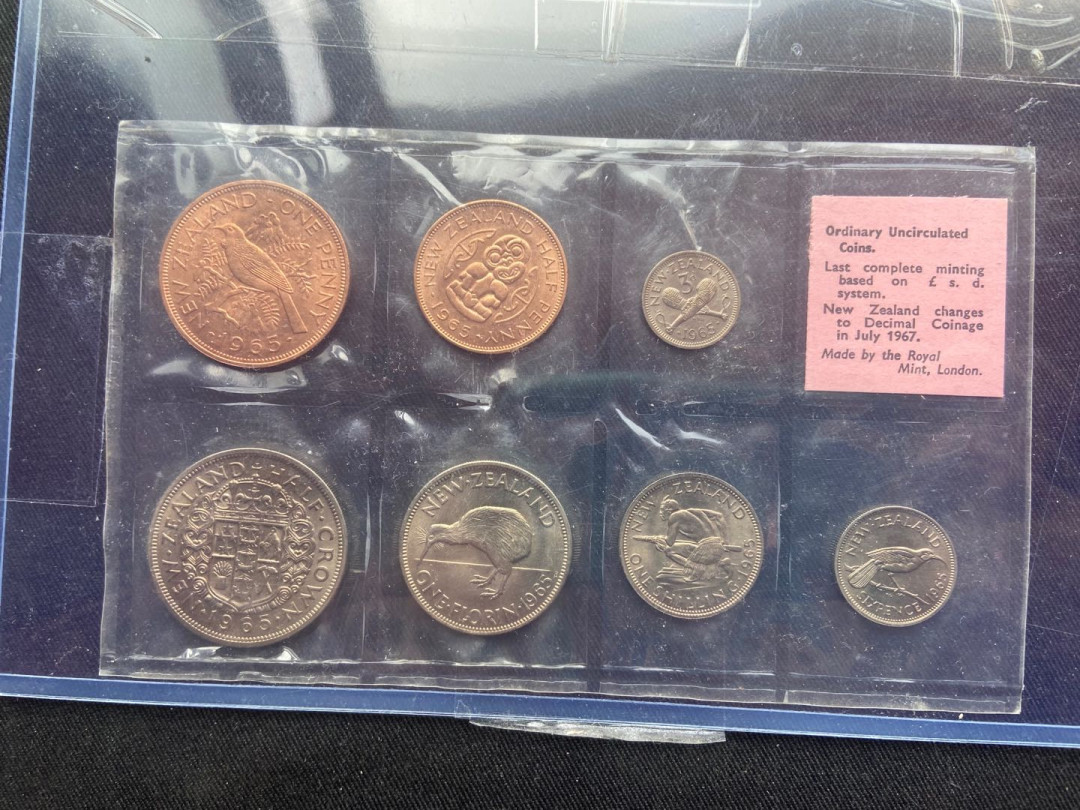 NEW ZEALAND · ONE PENNY
· 1965 ·
NEW ZEALAND HALF PENNY
1965
NEW·ZEALAND
3
1965
Ordinary Uncirculated
Coins.
Last complete minting
based on £ s. d.
system.
New Zealand changes
to Decimal Coinage
in July 1967.
Made by the Royal
Mint, London.
NEW·ZEALAND·HALF·CROWN
·1965·
NEW·ZEALAND
ONE·FLORIN·1965
NEW ZEALAND
ONE SHILLING 1965
NEW·ZEALAND
SIXPENCE·1965